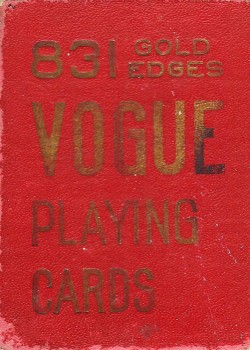 831 GOLD EDGES
VOGUE
PLAYING
CARDS